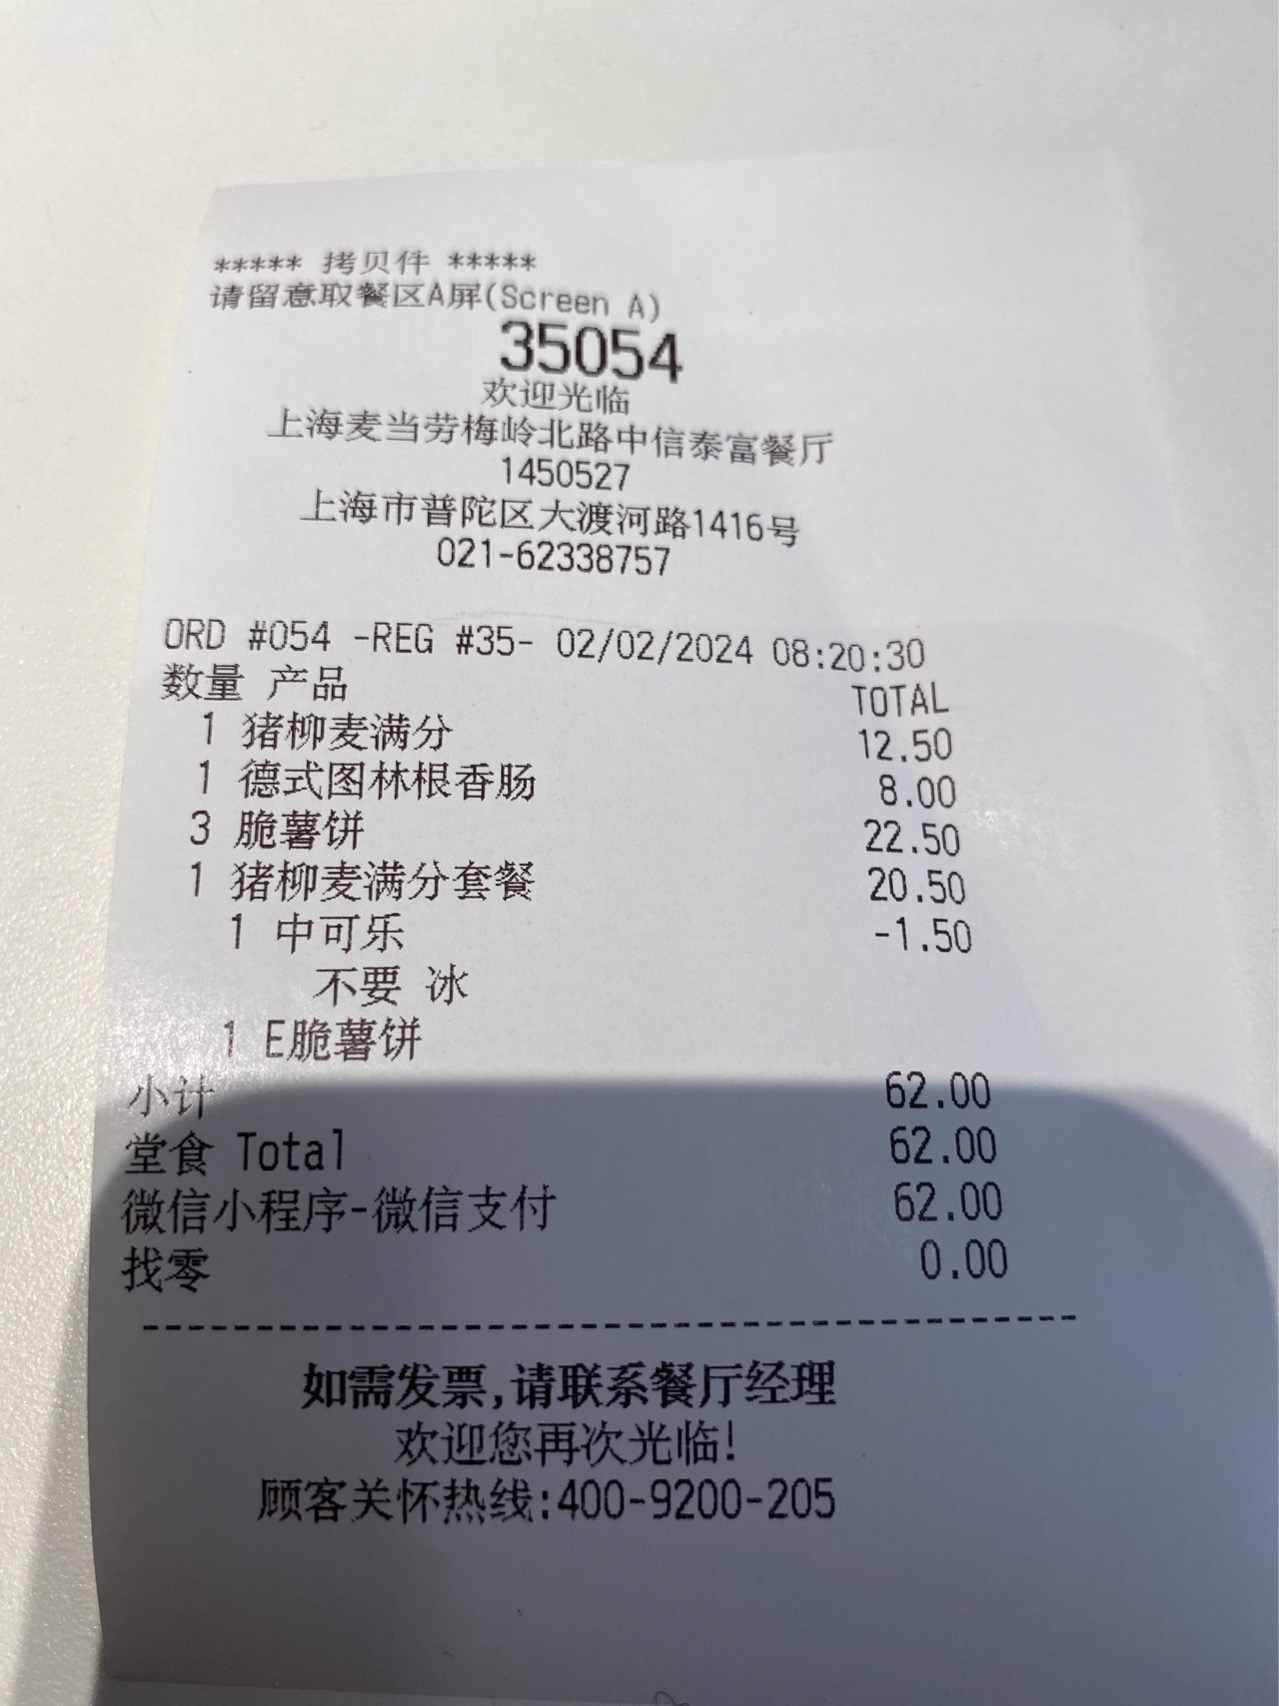 ***** 拷贝件 *****
请留意取餐区A屏(Screen A)
35054
欢迎光临
上海麦当劳梅岭北路中信泰富餐厅
1450527
上海市普陀区大渡河路1416号
021-62338757
ORD #054 -REG #35- 02/02/2024 08:20:30
数量 产品 TOTAL
1 猪柳麦满分 12.50
1 德式图林根香肠 8.00
3 脆薯饼 22.50
1 猪柳麦满分套餐 20.50
1 中可乐 -1.50
不要 冰
1 E脆薯饼
小计 62.00
堂食 Total 62.00
微信小程序-微信支付 62.00
找零 0.00
如需发票,请联系餐厅经理
欢迎您再次光临!
顾客关怀热线:400-9200-205